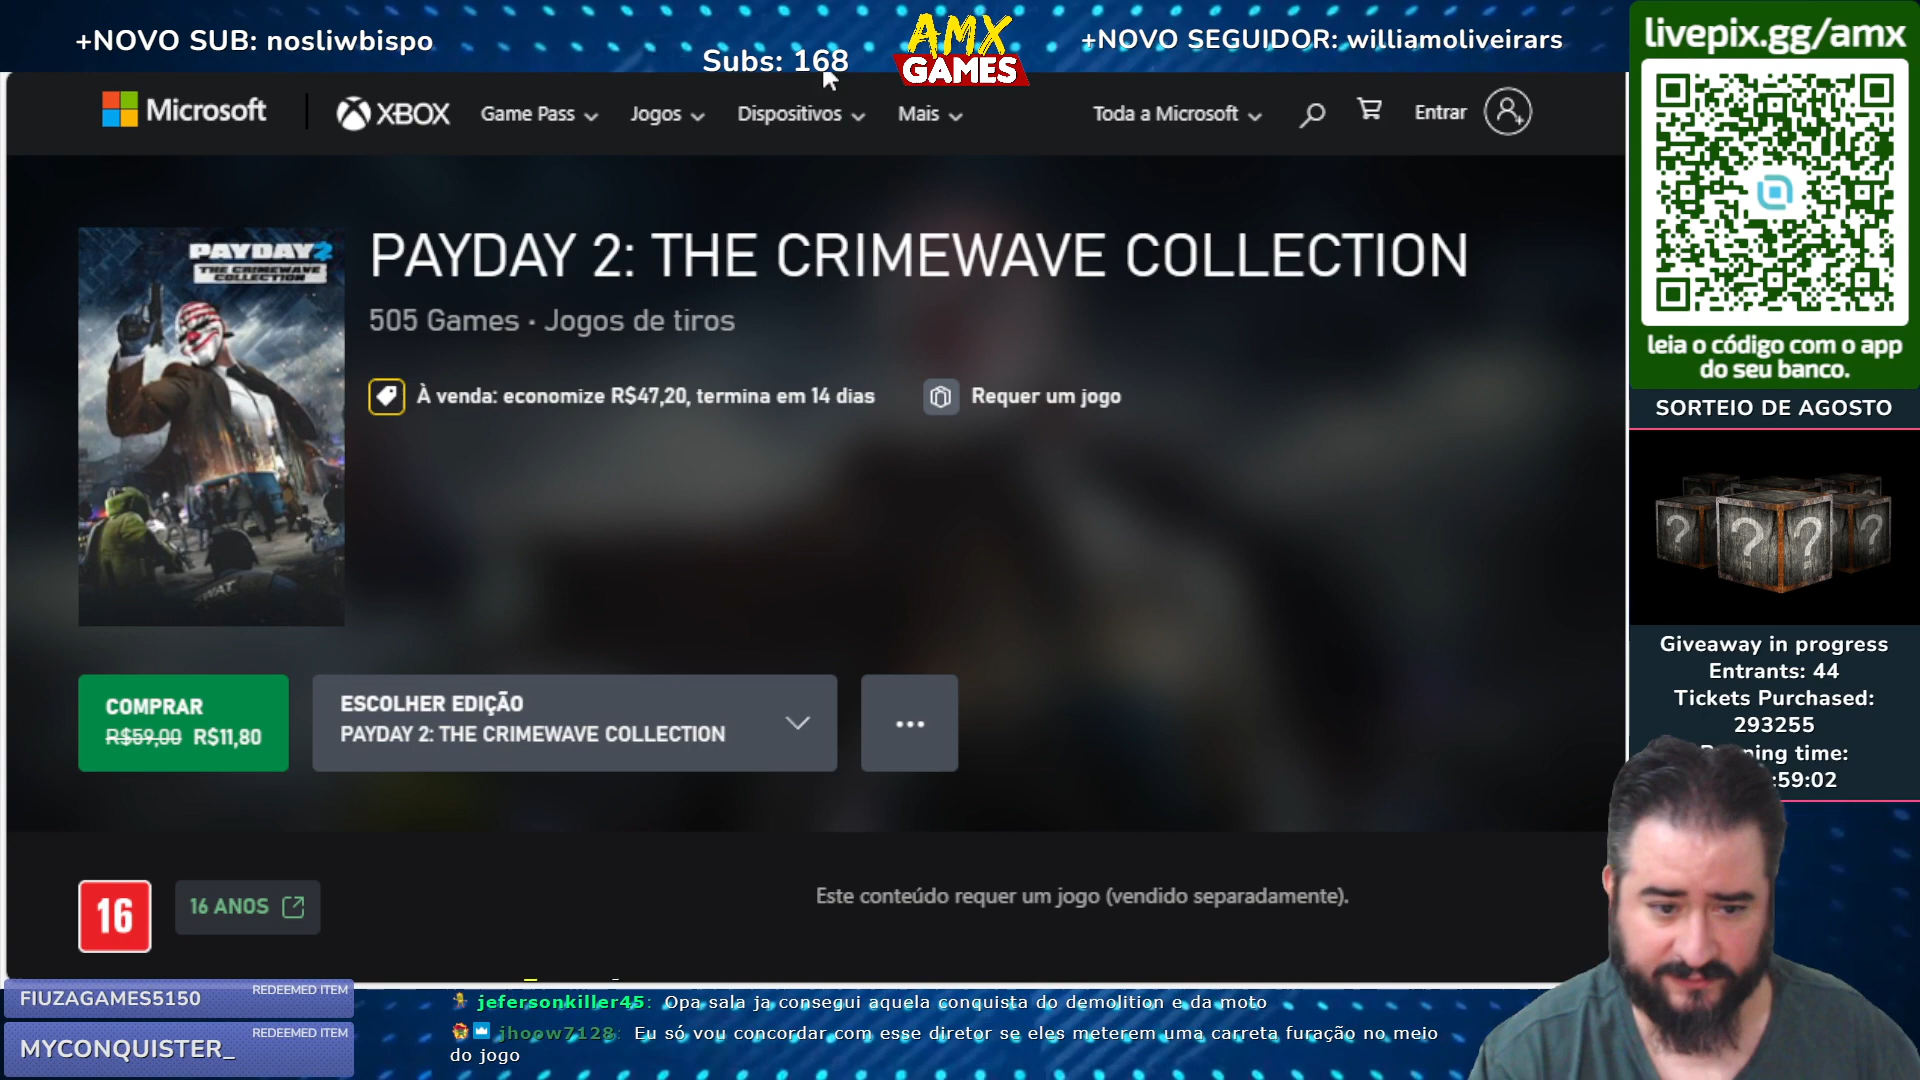 +NOVO SUB: nosliwbispo
Subs: 168
AMX
GAMES
+NOVO SEGUIDOR: williamoliveirars
livepix.gg/amx
Microsoft
XBOX
Game Pass
Jogos
Dispositivos
Mais
Toda a Microsoft
Entrar
PAYDAY 2
THE CRIMEWAVE
COLLECTION
PAYDAY 2: THE CRIMEWAVE COLLECTION
505 Games • Jogos de tiros
À venda: economize R$47,20, termina em 14 dias
Requer um jogo
leia o código com o app
do seu banco.
SORTEIO DE AGOSTO
? ? ? ?
Giveaway in progress
Entrants: 44
Tickets Purchased:
293255
ning time:
:59:02
COMPRAR
R$59,00 R$11,80
ESCOLHER EDIÇÃO
PAYDAY 2: THE CRIMEWAVE COLLECTION
16
16 ANOS
Este conteúdo requer um jogo (vendido separadamente).
FIUZAGAMES5150
REDEEMED ITEM
MYCONQUISTER_
REDEEMED ITEM
jefersonkiller45: Opa sala ja consegui aquela conquista do demolition e da moto
jhoow7128: Eu só vou concordar com esse diretor se eles meterem uma carreta furação no meio
do jogo